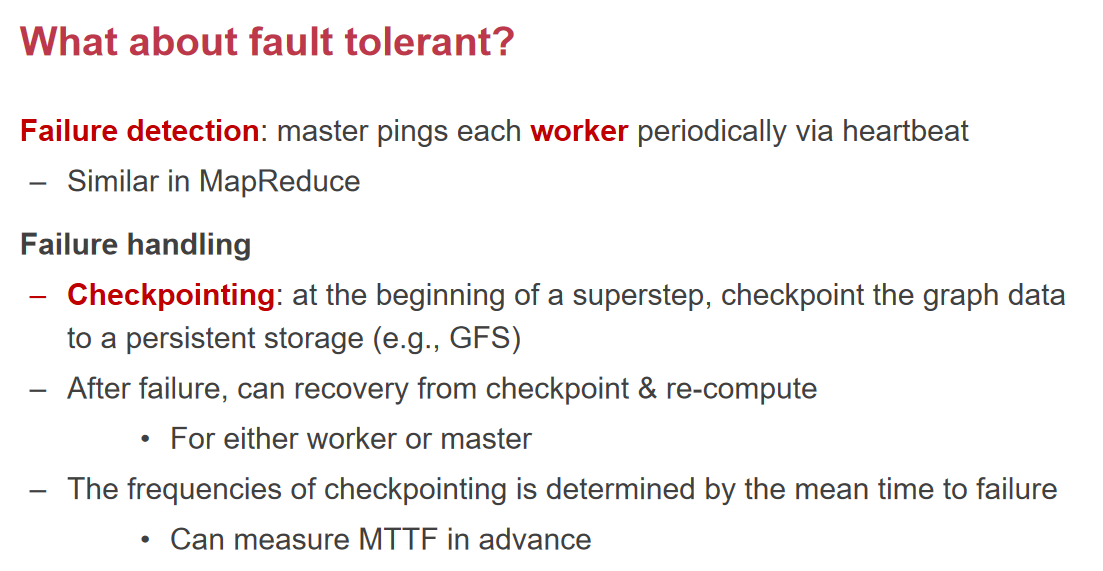 What about fault tolerant?
Failure detection: master pings each worker periodically via heartbeat
– Similar in MapReduce
Failure handling
– Checkpointing: at the beginning of a superstep, checkpoint the graph data
to a persistent storage (e.g., GFS)
– After failure, can recovery from checkpoint & re-compute
• For either worker or master
– The frequencies of checkpointing is determined by the mean time to failure
• Can measure MTTF in advance